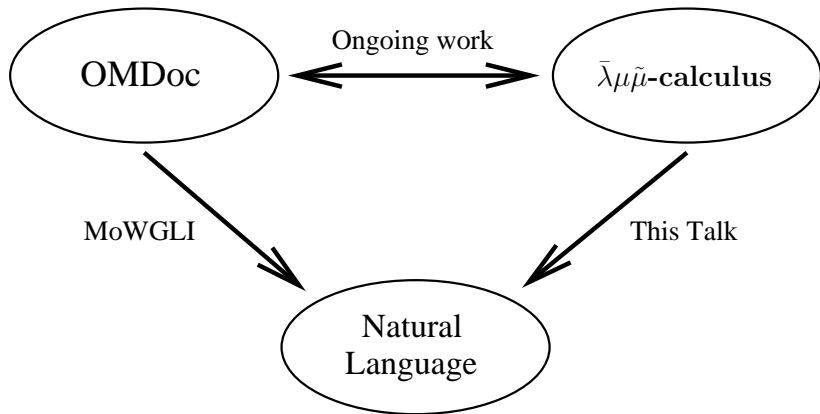 Ongoing work
OMDoc
λ̄μμ̃-calculus
MoWGLI
This Talk
Natural
Language